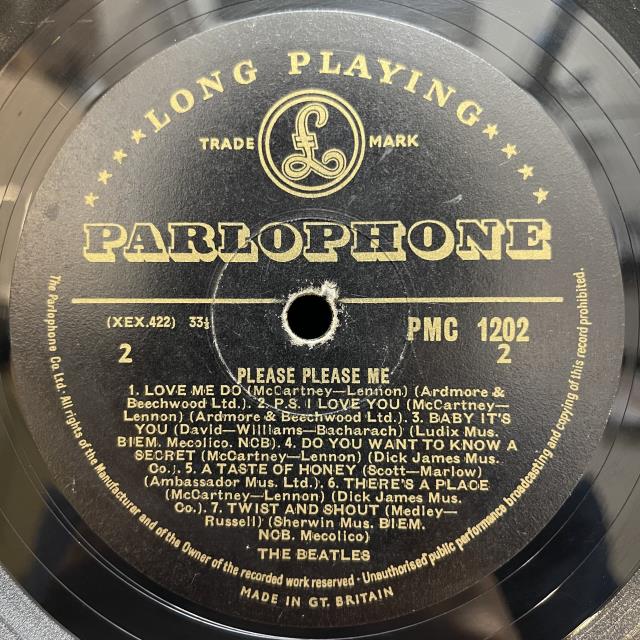 LONG PLAYING
TRADE MARK
£
PARLOPHONE
(XEX.422) 33⅓
PMC 1202
2
2
PLEASE PLEASE ME
1. LOVE ME DO (McCartney—Lennon) (Ardmore &
Beechwood Ltd.). 2. P.S. I LOVE YOU (McCartney—
Lennon) (Ardmore & Beechwood Ltd.). 3. BABY IT'S
YOU (David—Williams—Bacharach) (Ludix Mus.
BIEM. Mecolico, NCB). 4. DO YOU WANT TO KNOW A
SECRET (McCartney—Lennon) (Dick James Mus.
Co.). 5. A TASTE OF HONEY (Scott—Marlow)
(Ambassador Mus. Ltd.). 6. THERE'S A PLACE
(McCartney—Lennon) (Dick James Mus.
Co.). 7. TWIST AND SHOUT (Medley—
Russell) (Sherwin Mus. BIEM.
NCB. Mecolico)
THE BEATLES
The Parlophone Co. Ltd. All rights of the Manufacturer and of the Owner of the recorded work reserved · Unauthorised public performance broadcasting and copying of this record prohibited.
MADE IN GT. BRITAIN